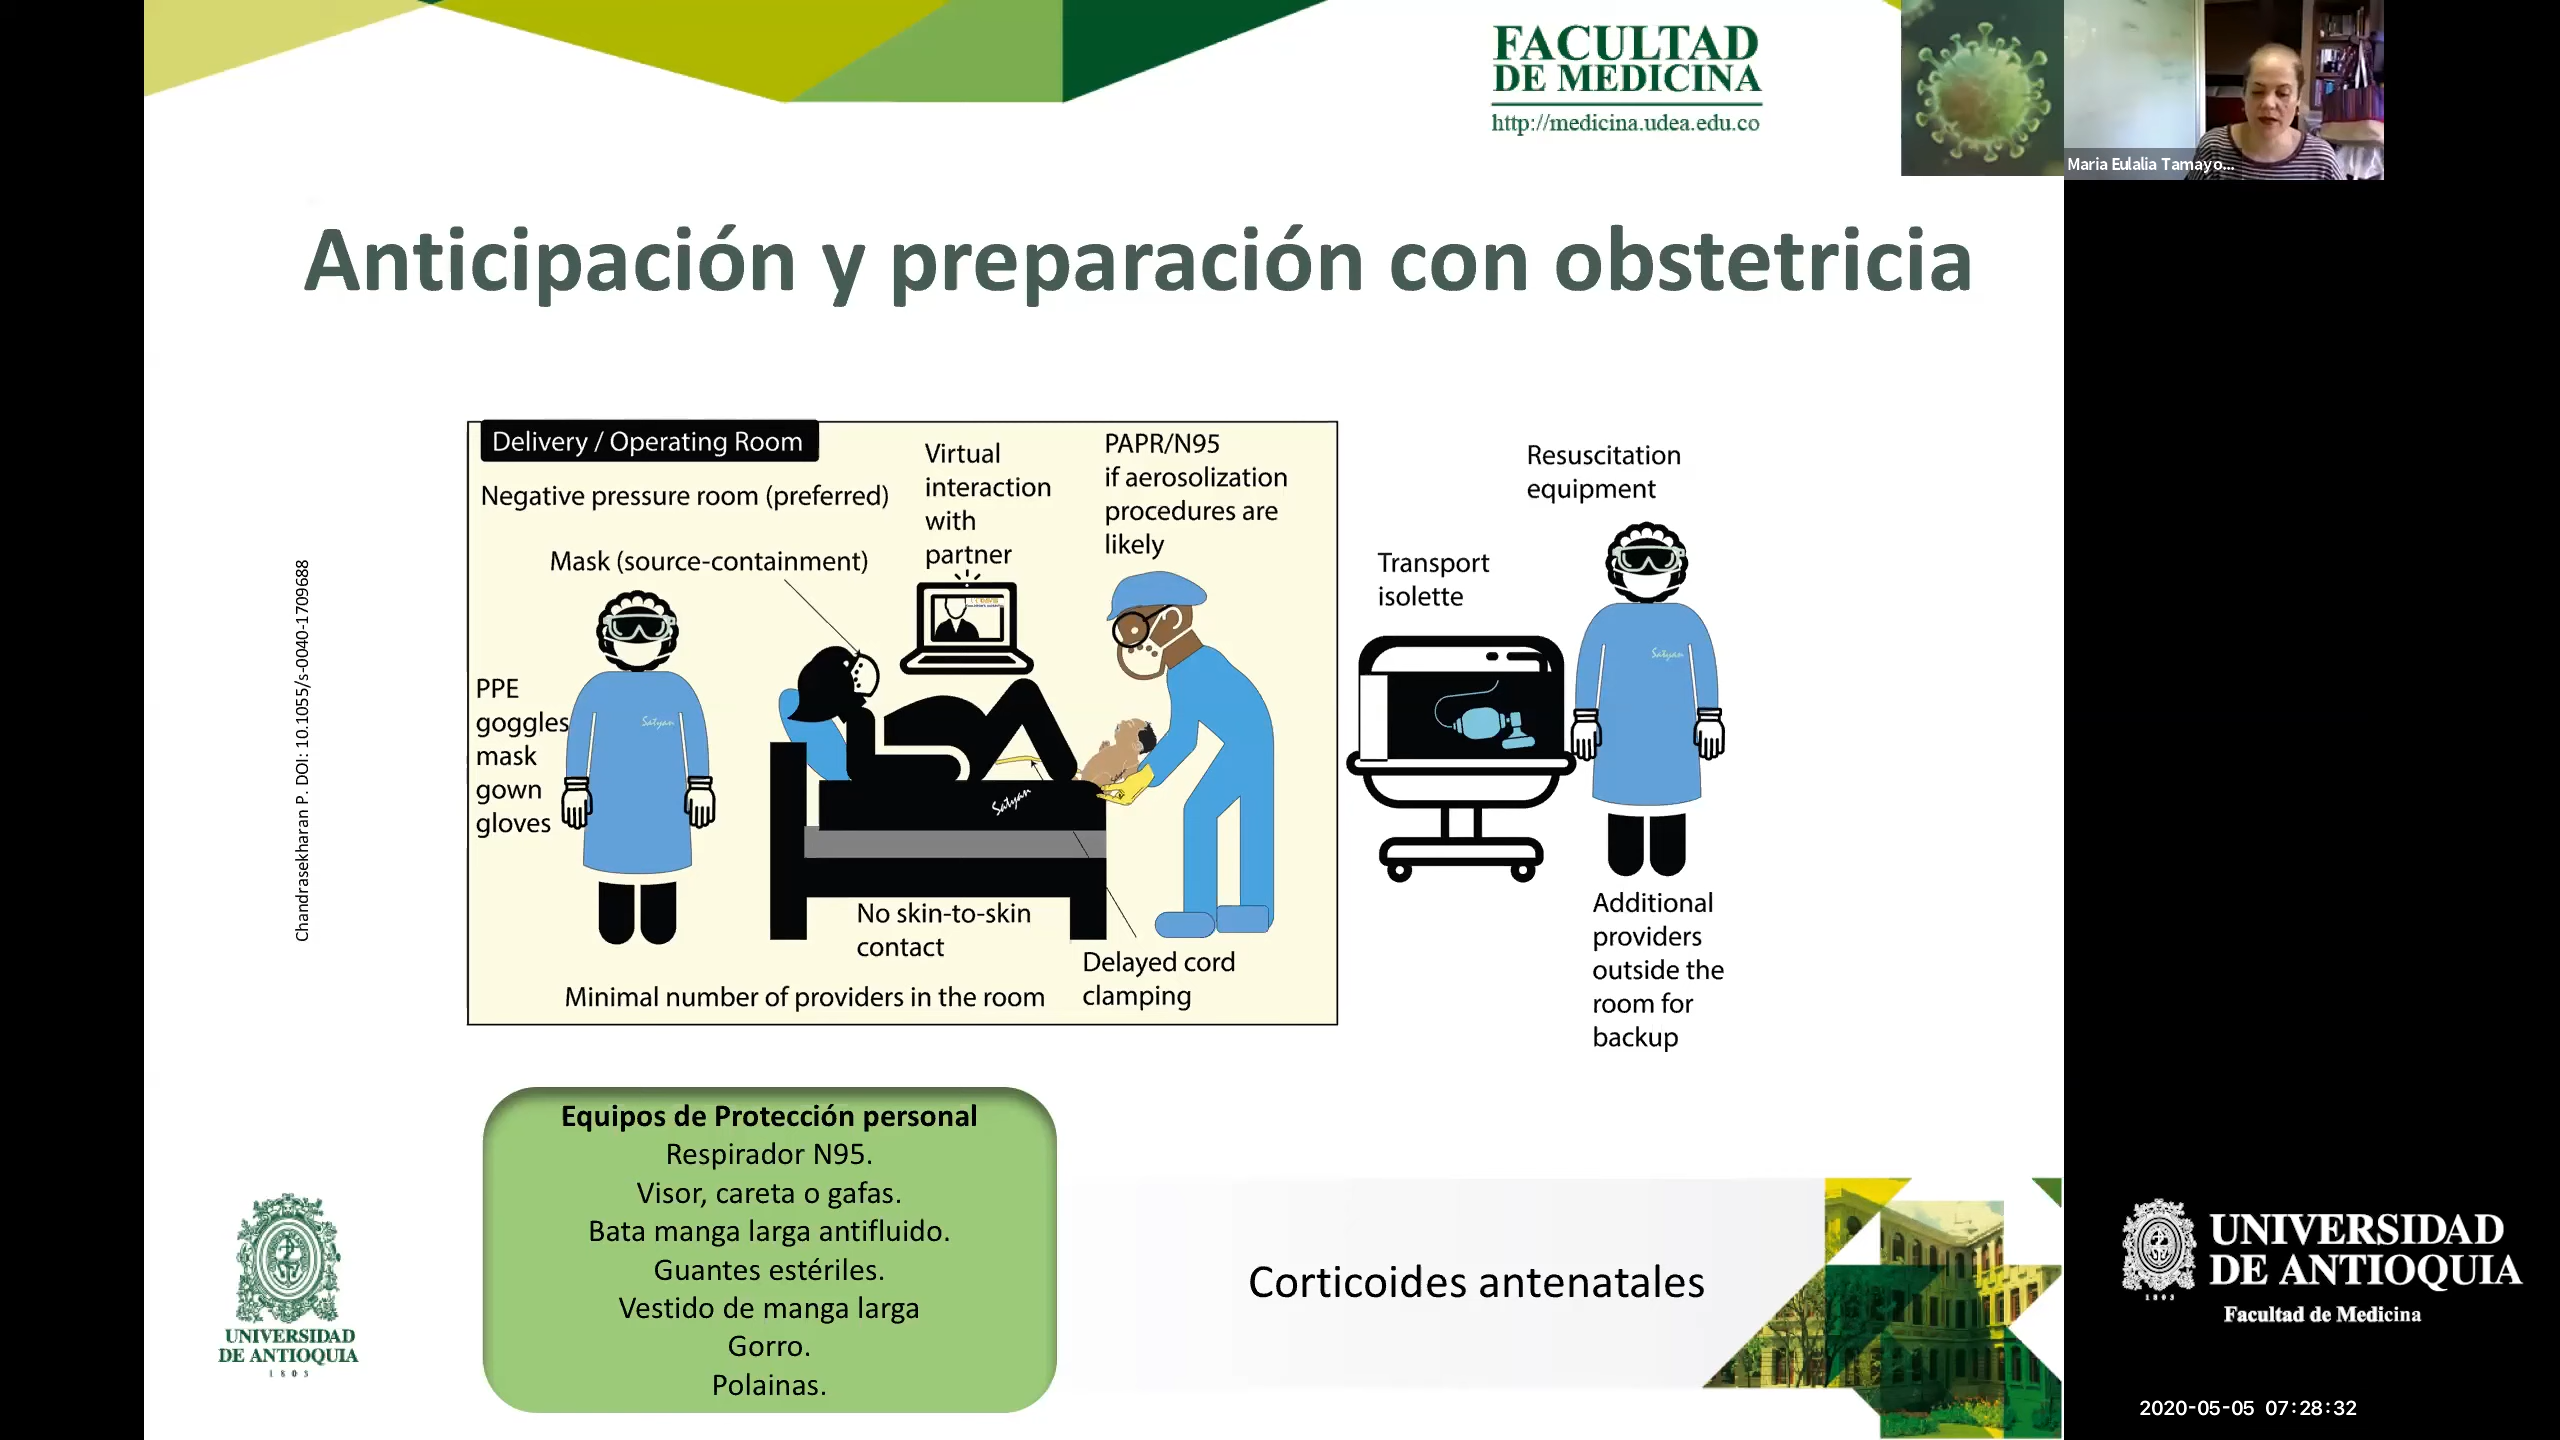 FACULTAD
DE MEDICINA
http://medicina.udea.edu.co
Maria Eulalia Tamayo...
Anticipación y preparación con obstetricia
Chandrasekharan P. DOI: 10.1055/s-0040-1709688
Delivery / Operating Room
Negative pressure room (preferred)
Mask (source-containment)
Virtual
interaction
with
partner
PAPR/N95
if aerosolization
procedures are
likely
PPE
goggles
mask
gown
gloves
Satyan
Satyan
No skin-to-skin
contact
Delayed cord
clamping
Minimal number of providers in the room
Resuscitation
equipment
Transport
isolette
Satyan
Additional
providers
outside the
room for
backup
Equipos de Protección personal
Respirador N95.
Visor, careta o gafas.
Bata manga larga antifluido.
Guantes estériles.
Vestido de manga larga
Gorro.
Polainas.
Corticoides antenatales
UNIVERSIDAD
DE ANTIOQUIA
1803
UNIVERSIDAD
DE ANTIOQUIA
1803
Facultad de Medicina
2020-05-05 07:28:32